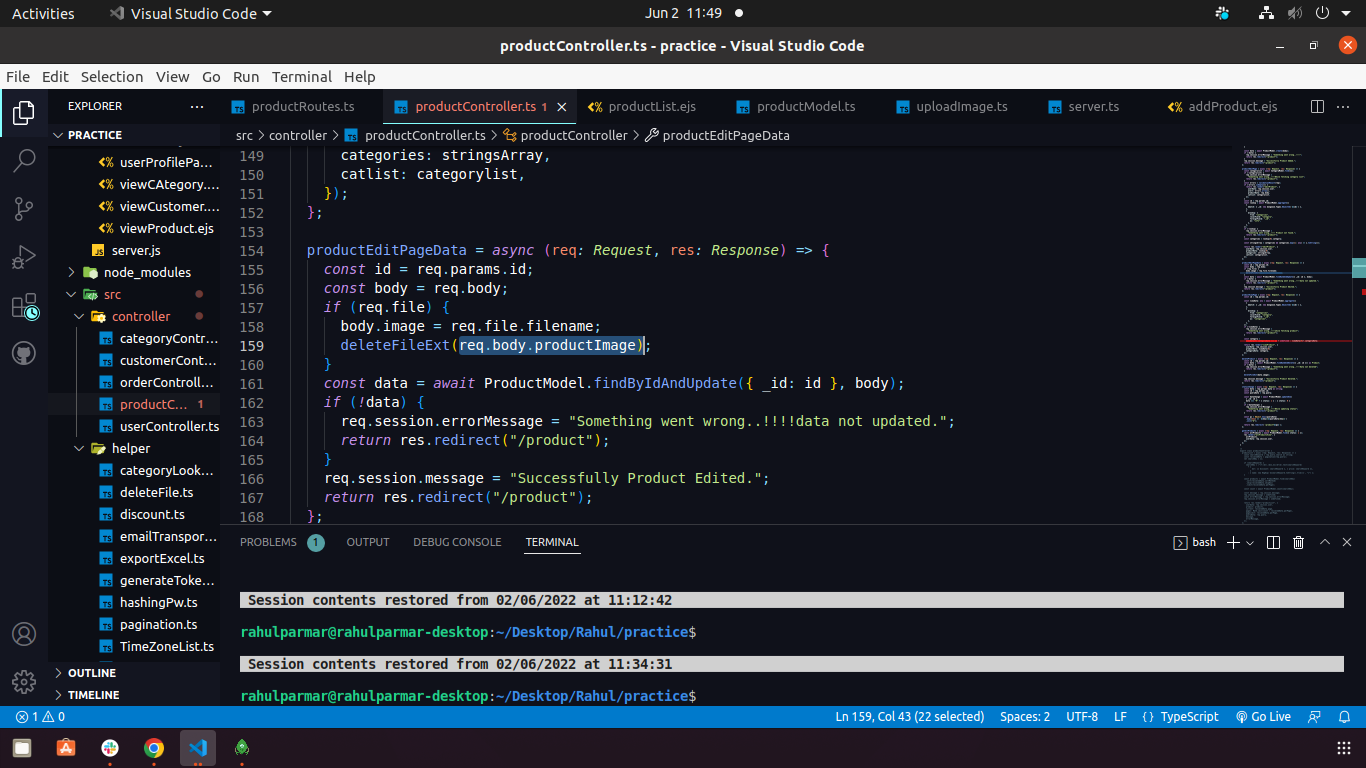 Activities Visual Studio Code Jun 2 11:49
productController.ts - practice - Visual Studio Code
File Edit Selection View Go Run Terminal Help
EXPLORER ··· productRoutes.ts productController.ts 1 productList.ejs productModel.ts uploadImage.ts server.ts addProduct.ejs ···
PRACTICE
src > controller > productController.ts > productController > productEditPageData
userProfilePa...
viewCAtegory....
viewCustomer....
viewProduct.ejs
server.js
node_modules
src
controller
categoryContr...
customerCont...
orderControll...
productC... 1
userController.ts
helper
categoryLook...
deleteFile.ts
discount.ts
emailTranspor...
exportExcel.ts
generateToke...
hashingPw.ts
pagination.ts
TimeZoneList.ts
OUTLINE
TIMELINE
149 categories: stringsArray,
150 catlist: categorylist,
151 });
152 };
153
154 productEditPageData = async (req: Request, res: Response) => {
155 const id = req.params.id;
156 const body = req.body;
157 if (req.file) {
158 body.image = req.file.filename;
159 deleteFileExt(req.body.productImage);
160 }
161 const data = await ProductModel.findByIdAndUpdate({ _id: id }, body);
162 if (!data) {
163 req.session.errorMessage = "Something went wrong..!!!!data not updated.";
164 return res.redirect("/product");
165 }
166 req.session.message = "Successfully Product Edited.";
167 return res.redirect("/product");
168 };
PROBLEMS 1 OUTPUT DEBUG CONSOLE TERMINAL bash
Session contents restored from 02/06/2022 at 11:12:42
rahulparmar@rahulparmar-desktop:~/Desktop/Rahul/practice$
Session contents restored from 02/06/2022 at 11:34:31
rahulparmar@rahulparmar-desktop:~/Desktop/Rahul/practice$
1 0 Ln 159, Col 43 (22 selected) Spaces: 2 UTF-8 LF {} TypeScript Go Live